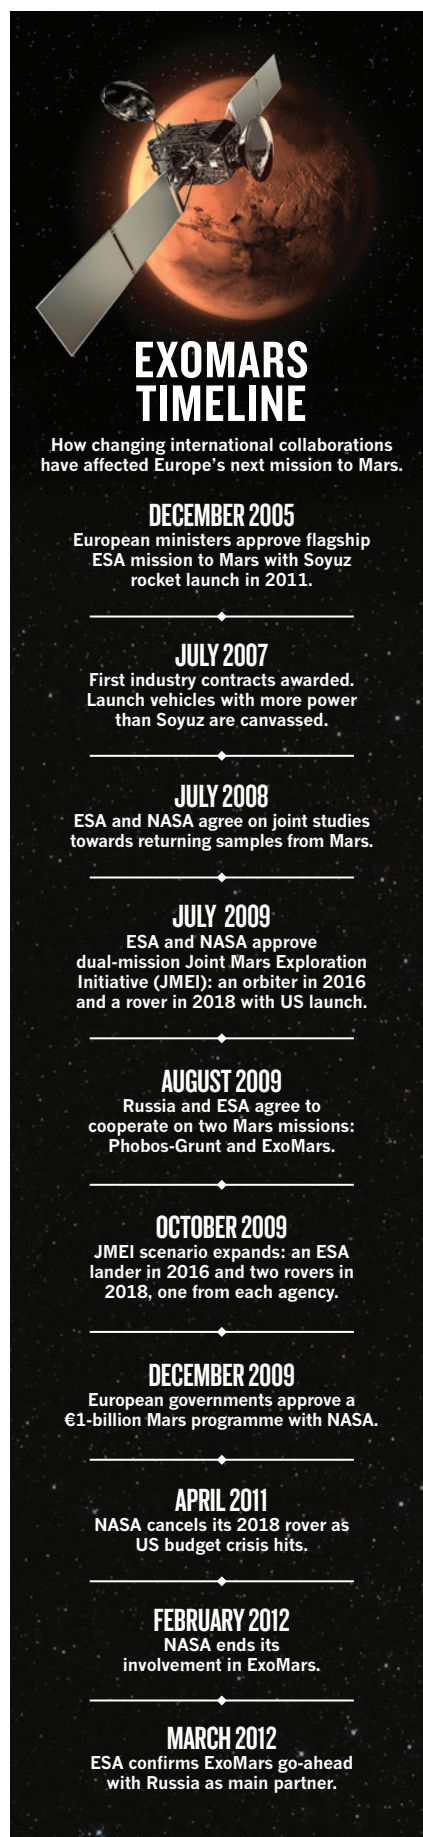 EXOMARS
TIMELINE
How changing international collaborations
have affected Europe's next mission to Mars.
DECEMBER 2005
European ministers approve flagship
ESA mission to Mars with Soyuz
rocket launch in 2011.
JULY 2007
First industry contracts awarded.
Launch vehicles with more power
than Soyuz are canvassed.
JULY 2008
ESA and NASA agree on joint studies
towards returning samples from Mars.
JULY 2009
ESA and NASA approve
dual-mission Joint Mars Exploration
Initiative (JMEI): an orbiter in 2016
and a rover in 2018 with US launch.
AUGUST 2009
Russia and ESA agree to
cooperate on two Mars missions:
Phobos-Grunt and ExoMars.
OCTOBER 2009
JMEI scenario expands: an ESA
lander in 2016 and two rovers in
2018, one from each agency.
DECEMBER 2009
European governments approve a
€1-billion Mars programme with NASA.
APRIL 2011
NASA cancels its 2018 rover as
US budget crisis hits.
FEBRUARY 2012
NASA ends its
involvement in ExoMars.
MARCH 2012
ESA confirms ExoMars go-ahead
with Russia as main partner.